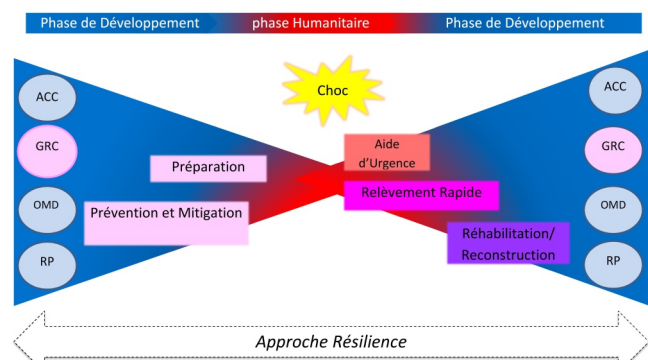 Phase de Développement phase Humanitaire Phase de Développement
Choc
ACC
ACC
GRC
GRC
Aide
d'Urgence
Préparation
Relèvement Rapide
OMD
OMD
Prévention et Mitigation
Réhabilitation/
Reconstruction
RP
RP
Approche Résilience